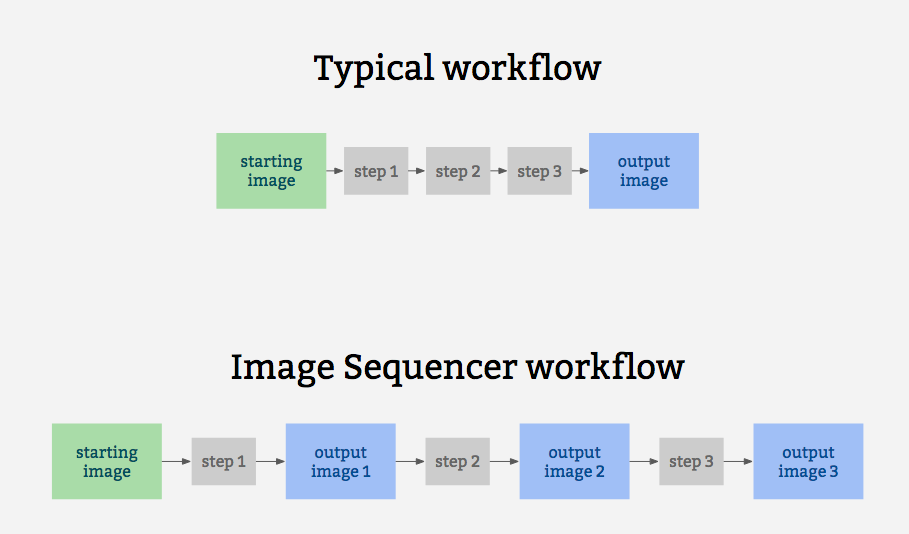 Typical workflow
starting
image
step 1
step 2
step 3
output
image
Image Sequencer workflow
starting
image
step 1
output
image 1
step 2
output
image 2
step 3
output
image 3